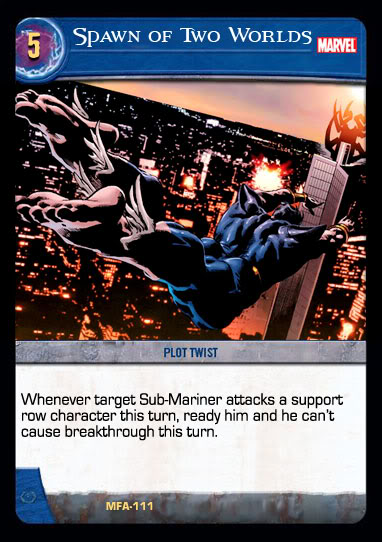 5
Spawn of Two Worlds
MARVEL
PLOT TWIST
Whenever target Sub-Mariner attacks a support
row character this turn, ready him and he can't
cause breakthrough this turn.
MFA-111